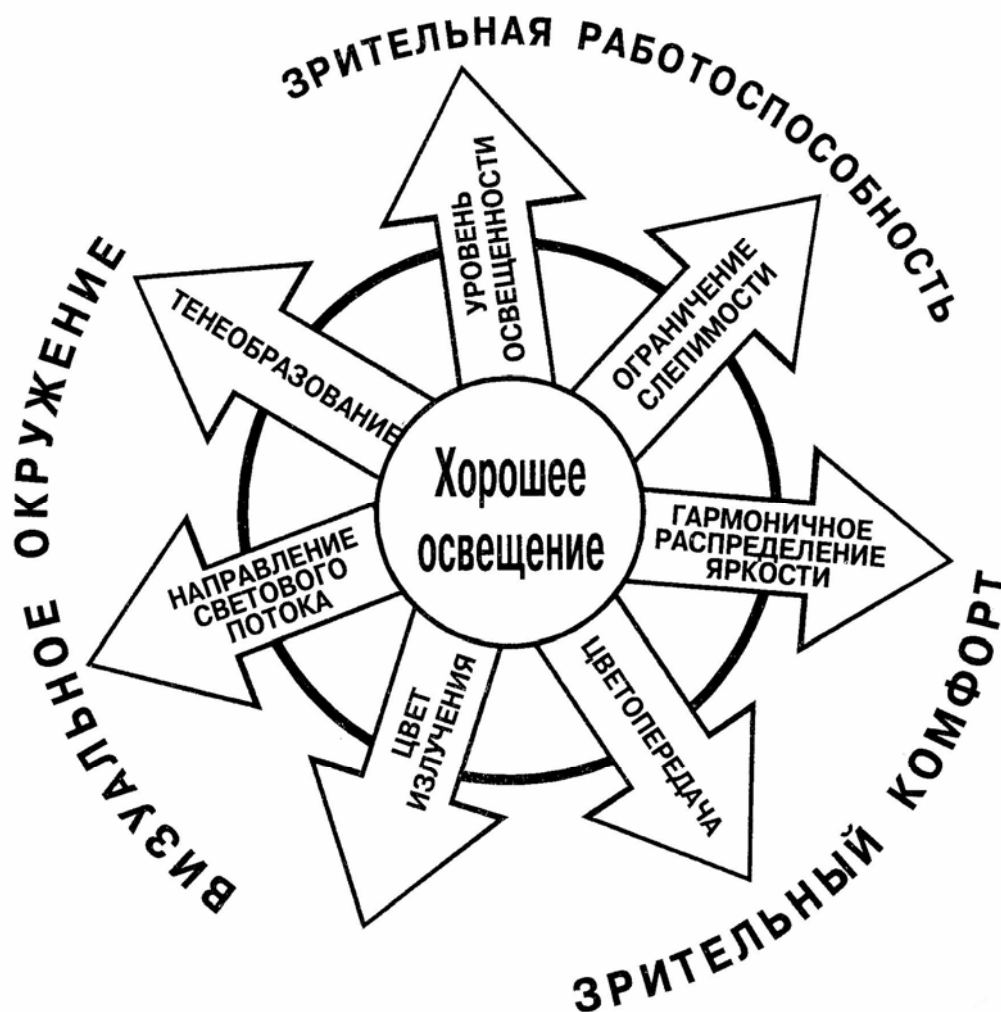 ЗРИТЕЛЬНАЯ РАБОТОСПОСОБНОСТЬ
УРОВЕНЬ
ОСВЕЩЕННОСТИ
ОГРАНИЧЕНИЕ
СЛЕПИМОСТИ
ГАРМОНИЧНОЕ
РАСПРЕДЕЛЕНИЕ
ЯРКОСТИ
ЗРИТЕЛЬНЫЙ КОМФОРТ
ЦВЕТОПЕРЕДАЧА
ЦВЕТ
ИЗЛУЧЕНИЯ
НАПРАВЛЕНИЕ
СВЕТОВОГО
ПОТОКА
ТЕНЕОБРАЗОВАНИЕ
ВИЗУАЛЬНОЕ ОКРУЖЕНИЕ
Хорошее
освещение